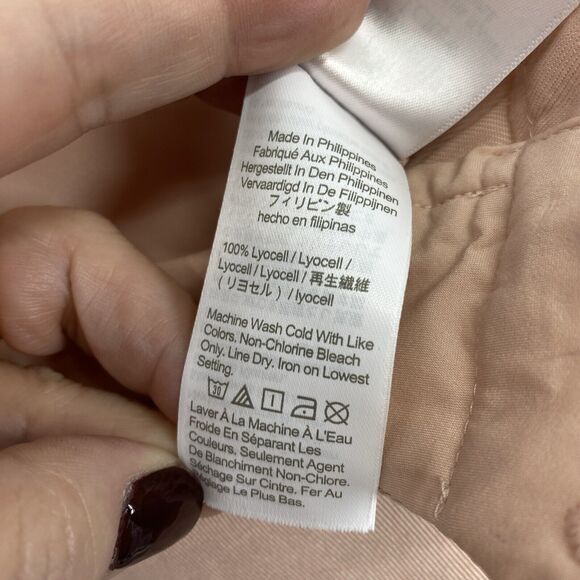 Made In Philippines
Fabriqué Aux Philippines
Hergestellt In Den Philippinen
Vervaardigd In De Filippijnen
フィリピン製
hecho en filipinas
100% Lyocell / Lyocell /
Lyocell / Lyocell / 再生繊維
(リヨセル) / lyocell
Machine Wash Cold With Like
Colors. Non-Chlorine Bleach
Only. Line Dry. Iron on Lowest
Setting.
30
Laver À La Machine À L'Eau
Froide En Séparant Les
Couleurs, Seulement Agent
De Blanchiment Non-Chlore.
Séchage Sur Cintre. Fer Au
Réglage Le Plus Bas.